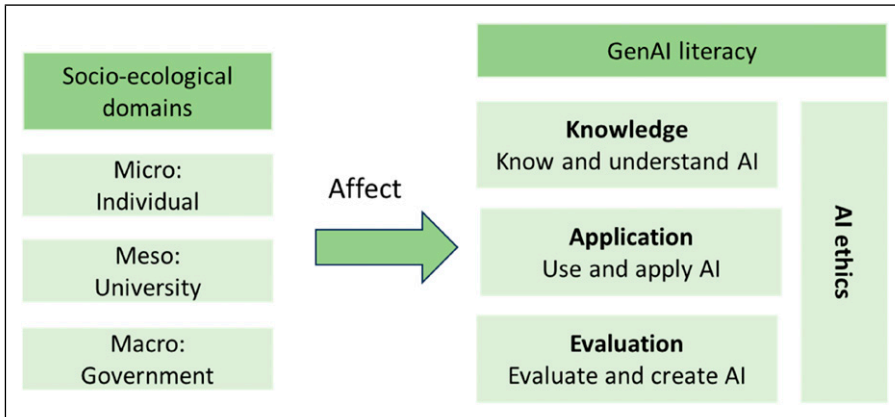 Socio-ecological
domains
Micro:
Individual
Meso:
University
Macro:
Government
Affect
GenAI literacy
Knowledge
Know and understand AI
Application
Use and apply AI
Evaluation
Evaluate and create AI
AI ethics